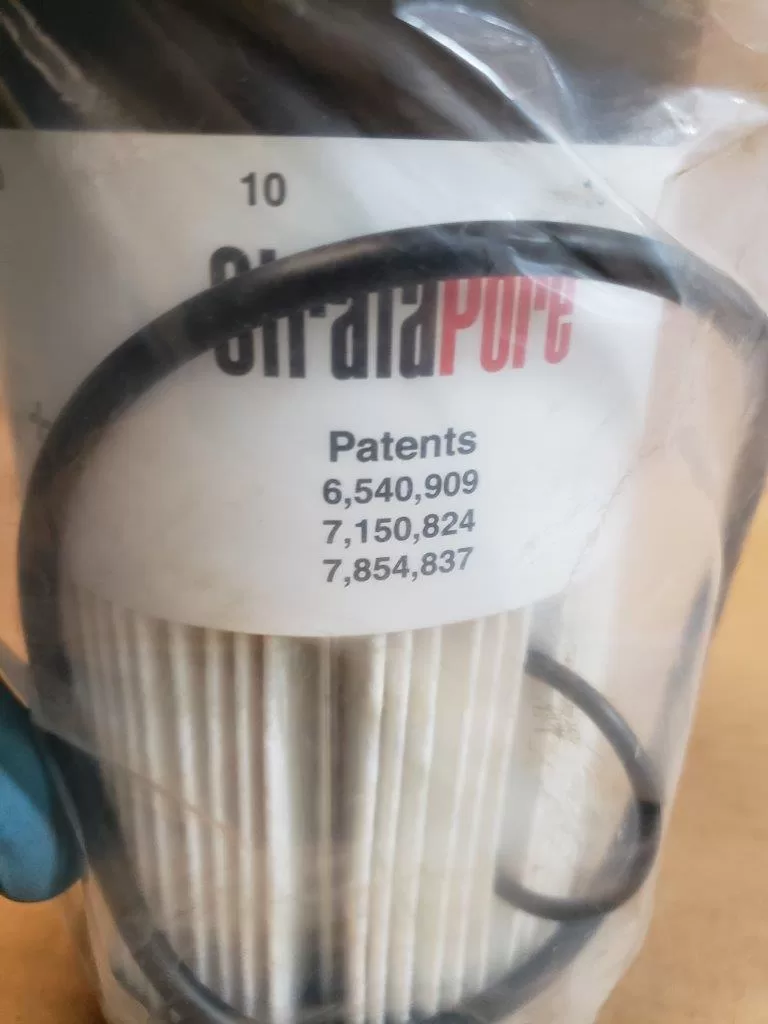 10
StrataPore
Patents
6,540,909
7,150,824
7,854,837